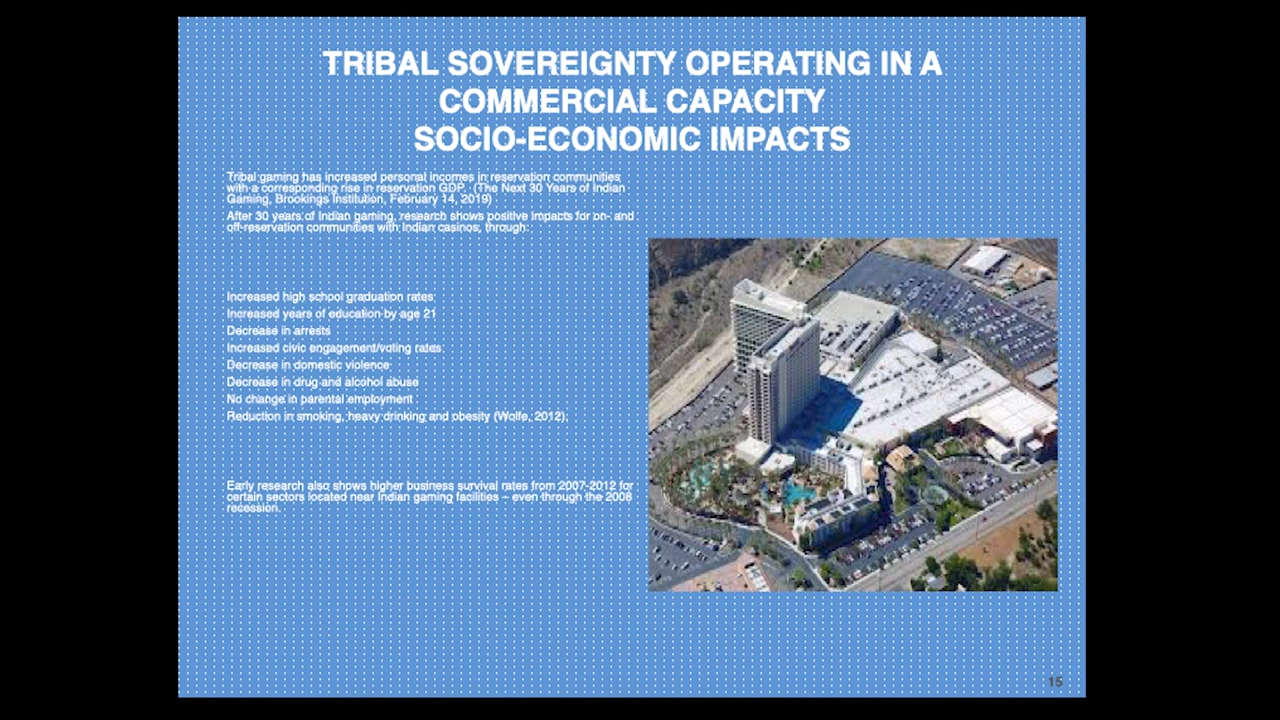 TRIBAL SOVEREIGNTY OPERATING IN A
COMMERCIAL CAPACITY
SOCIO-ECONOMIC IMPACTS
Tribal gaming has increased personal incomes in reservation communities
with a corresponding rise in reservation GDP. (The Next 30 Years of Indian
Gaming, Brookings Institution, February 14, 2019)
After 30 years of Indian gaming, research shows positive impacts for on- and
off-reservation communities with Indian casinos, through:
Increased high school graduation rates
Increased years of education by age 21
Decrease in arrests
Increased civic engagement/voting rates
Decrease in domestic violence
Decrease in drug and alcohol abuse
No change in parental employment
Reduction in smoking, heavy drinking and obesity (Wolfe, 2012).
Early research also shows higher business survival rates from 2007-2012 for
certain sectors located near Indian gaming facilities – even through the 2008
recession.
15